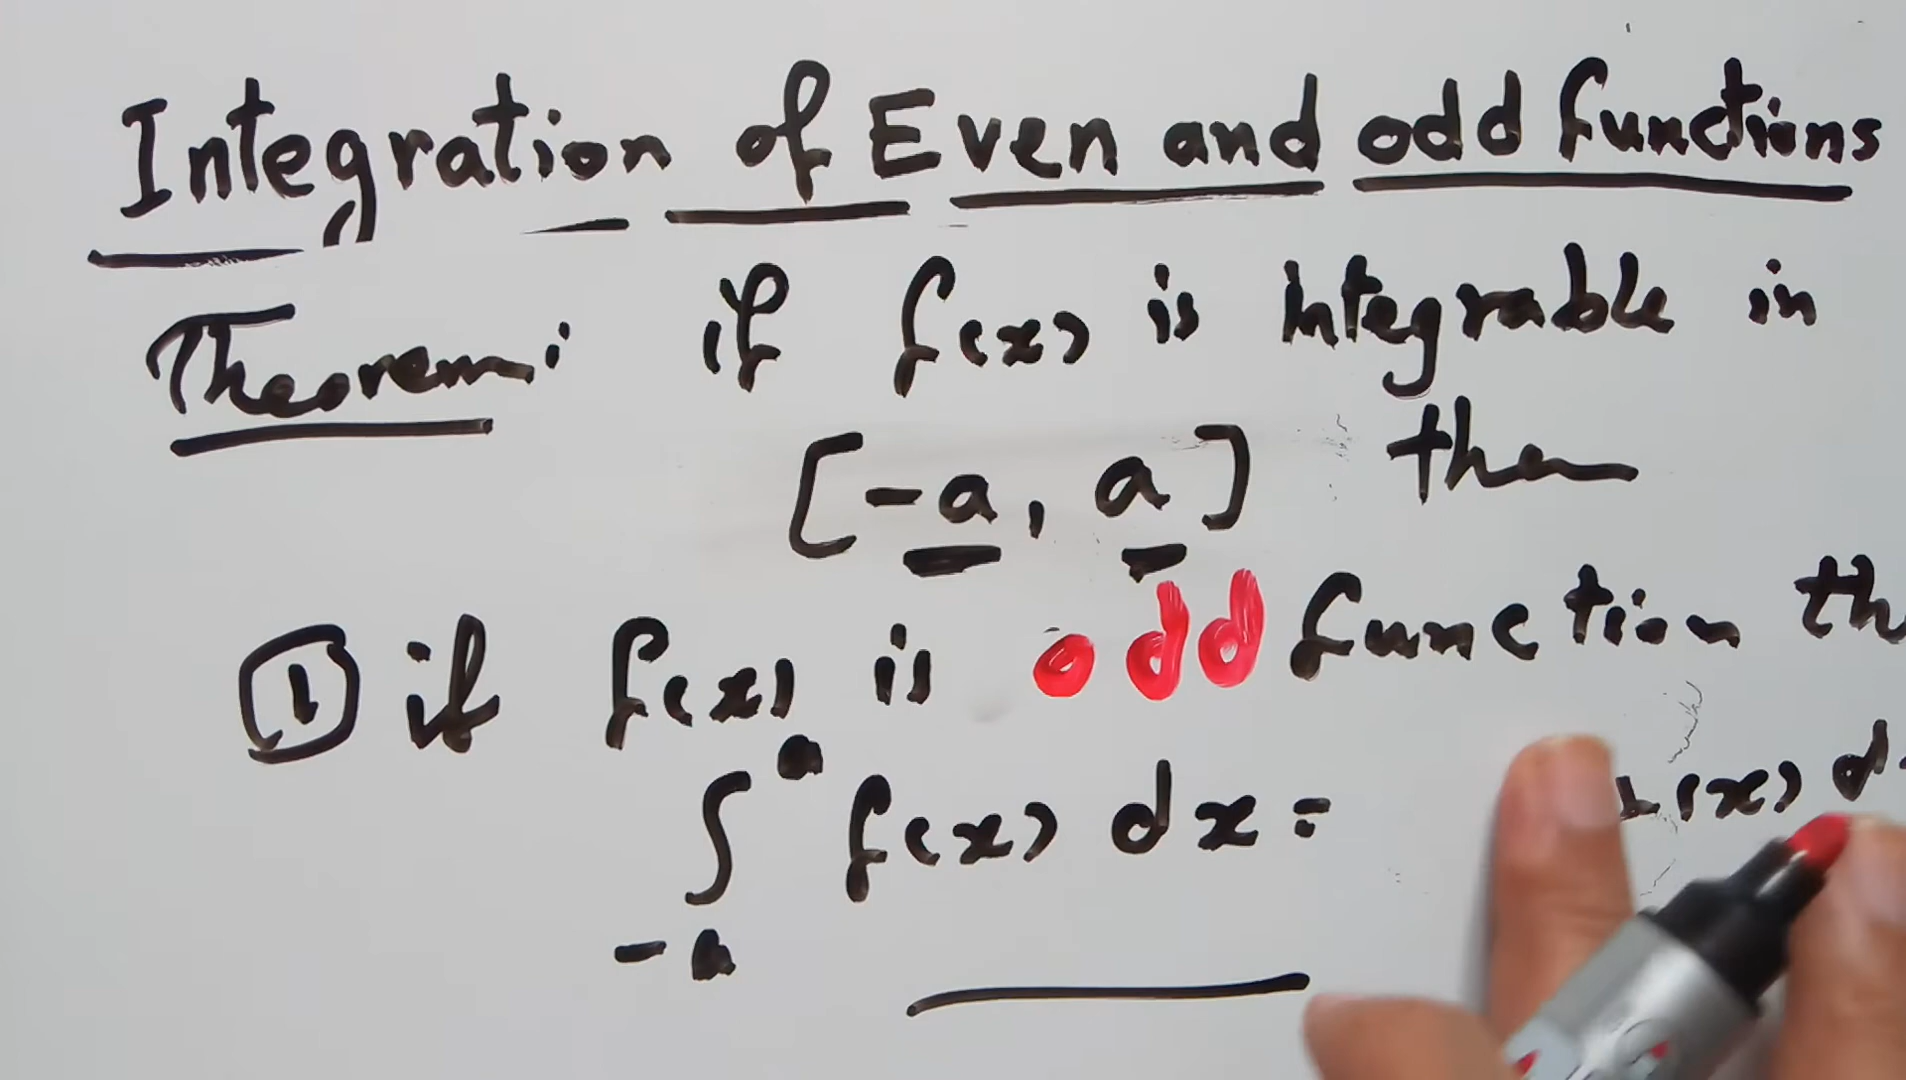 Integration of Even and odd functions
Theorem: if f(x) is integrable in
[-a, a] then
① if f(x) is odd function
∫_{-a}^{a} f(x) dx =